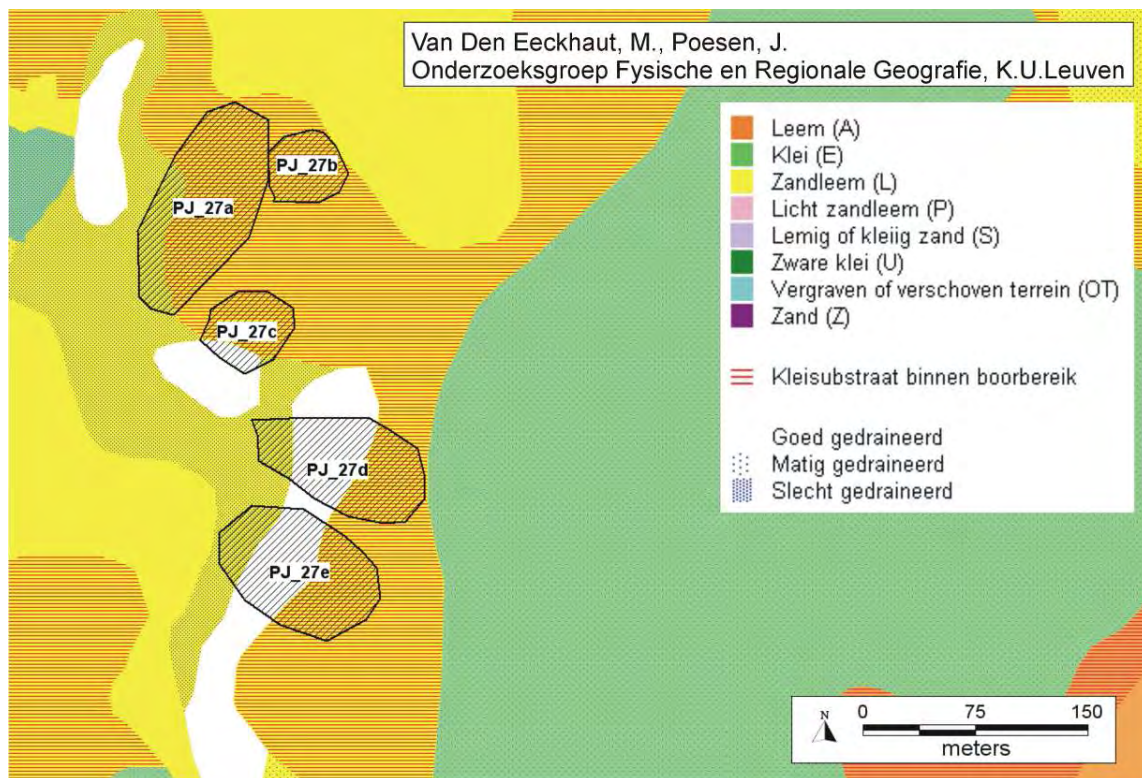 Van Den Eeckhaut, M., Poesen, J.
Onderzoeksgroep Fysische en Regionale Geografie, K.U.Leuven
Leem (A)
Klei (E)
Zandleem (L)
Licht zandleem (P)
Lemig of kleiig zand (S)
Zware klei (U)
Vergraven of verschoven terrein (OT)
Zand (Z)
Kleisubstraat binnen boorbereik
Goed gedraineerd
Matig gedraineerd
Slecht gedraineerd
PJ_27b
PJ_27a
PJ_27c
PJ_27d
PJ_27e
N
0 75 150
meters